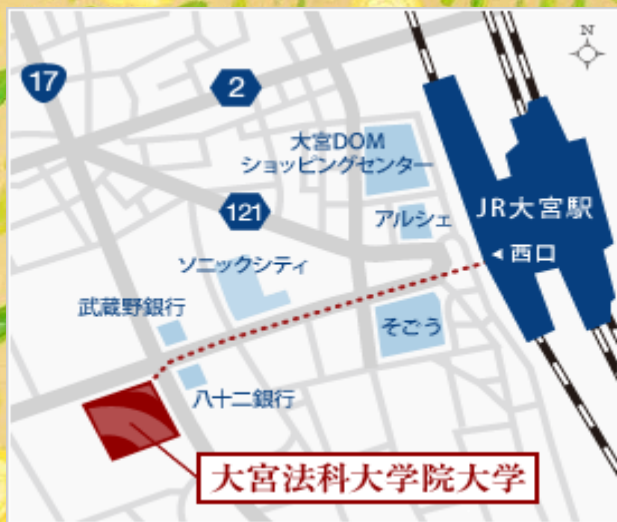 N
17
2
大宮DOM
ショッピングセンター
121
アルシェ
JR大宮駅
西口
ソニックシティ
武蔵野銀行
そごう
八十二銀行
大宮法科大学院大学